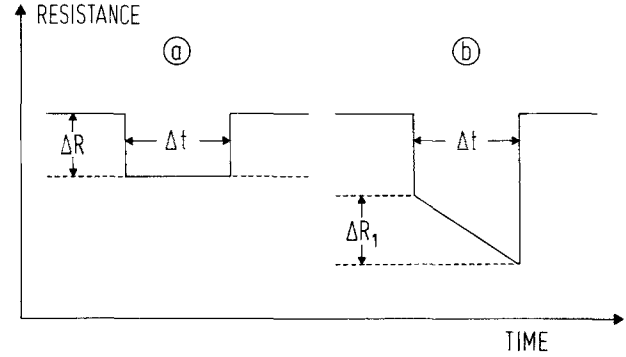 RESISTANCE
a
b
ΔR
Δt
Δt
ΔR₁
TIME